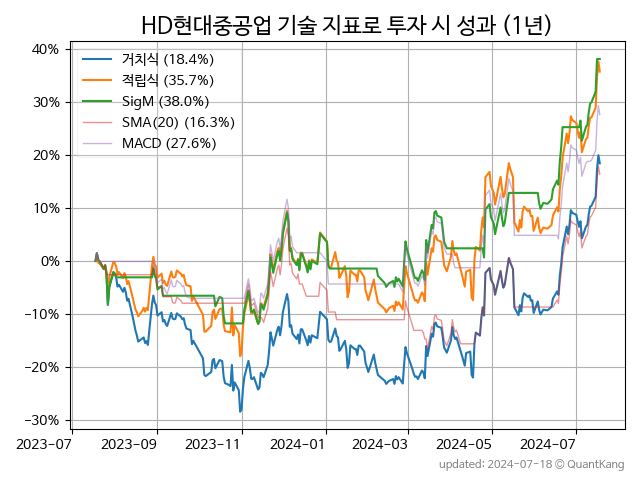 HD현대중공업 기술 지표로 투자 시 성과 (1년)
40%
30%
20%
10%
0%
−10%
−20%
−30%
거치식 (18.4%)
적립식 (35.7%)
SigM (38.0%)
SMA(20) (16.3%)
MACD (27.6%)
2023-07 2023-09 2023-11 2024-01 2024-03 2024-05 2024-07
updated: 2024-07-18 @ QuantKang